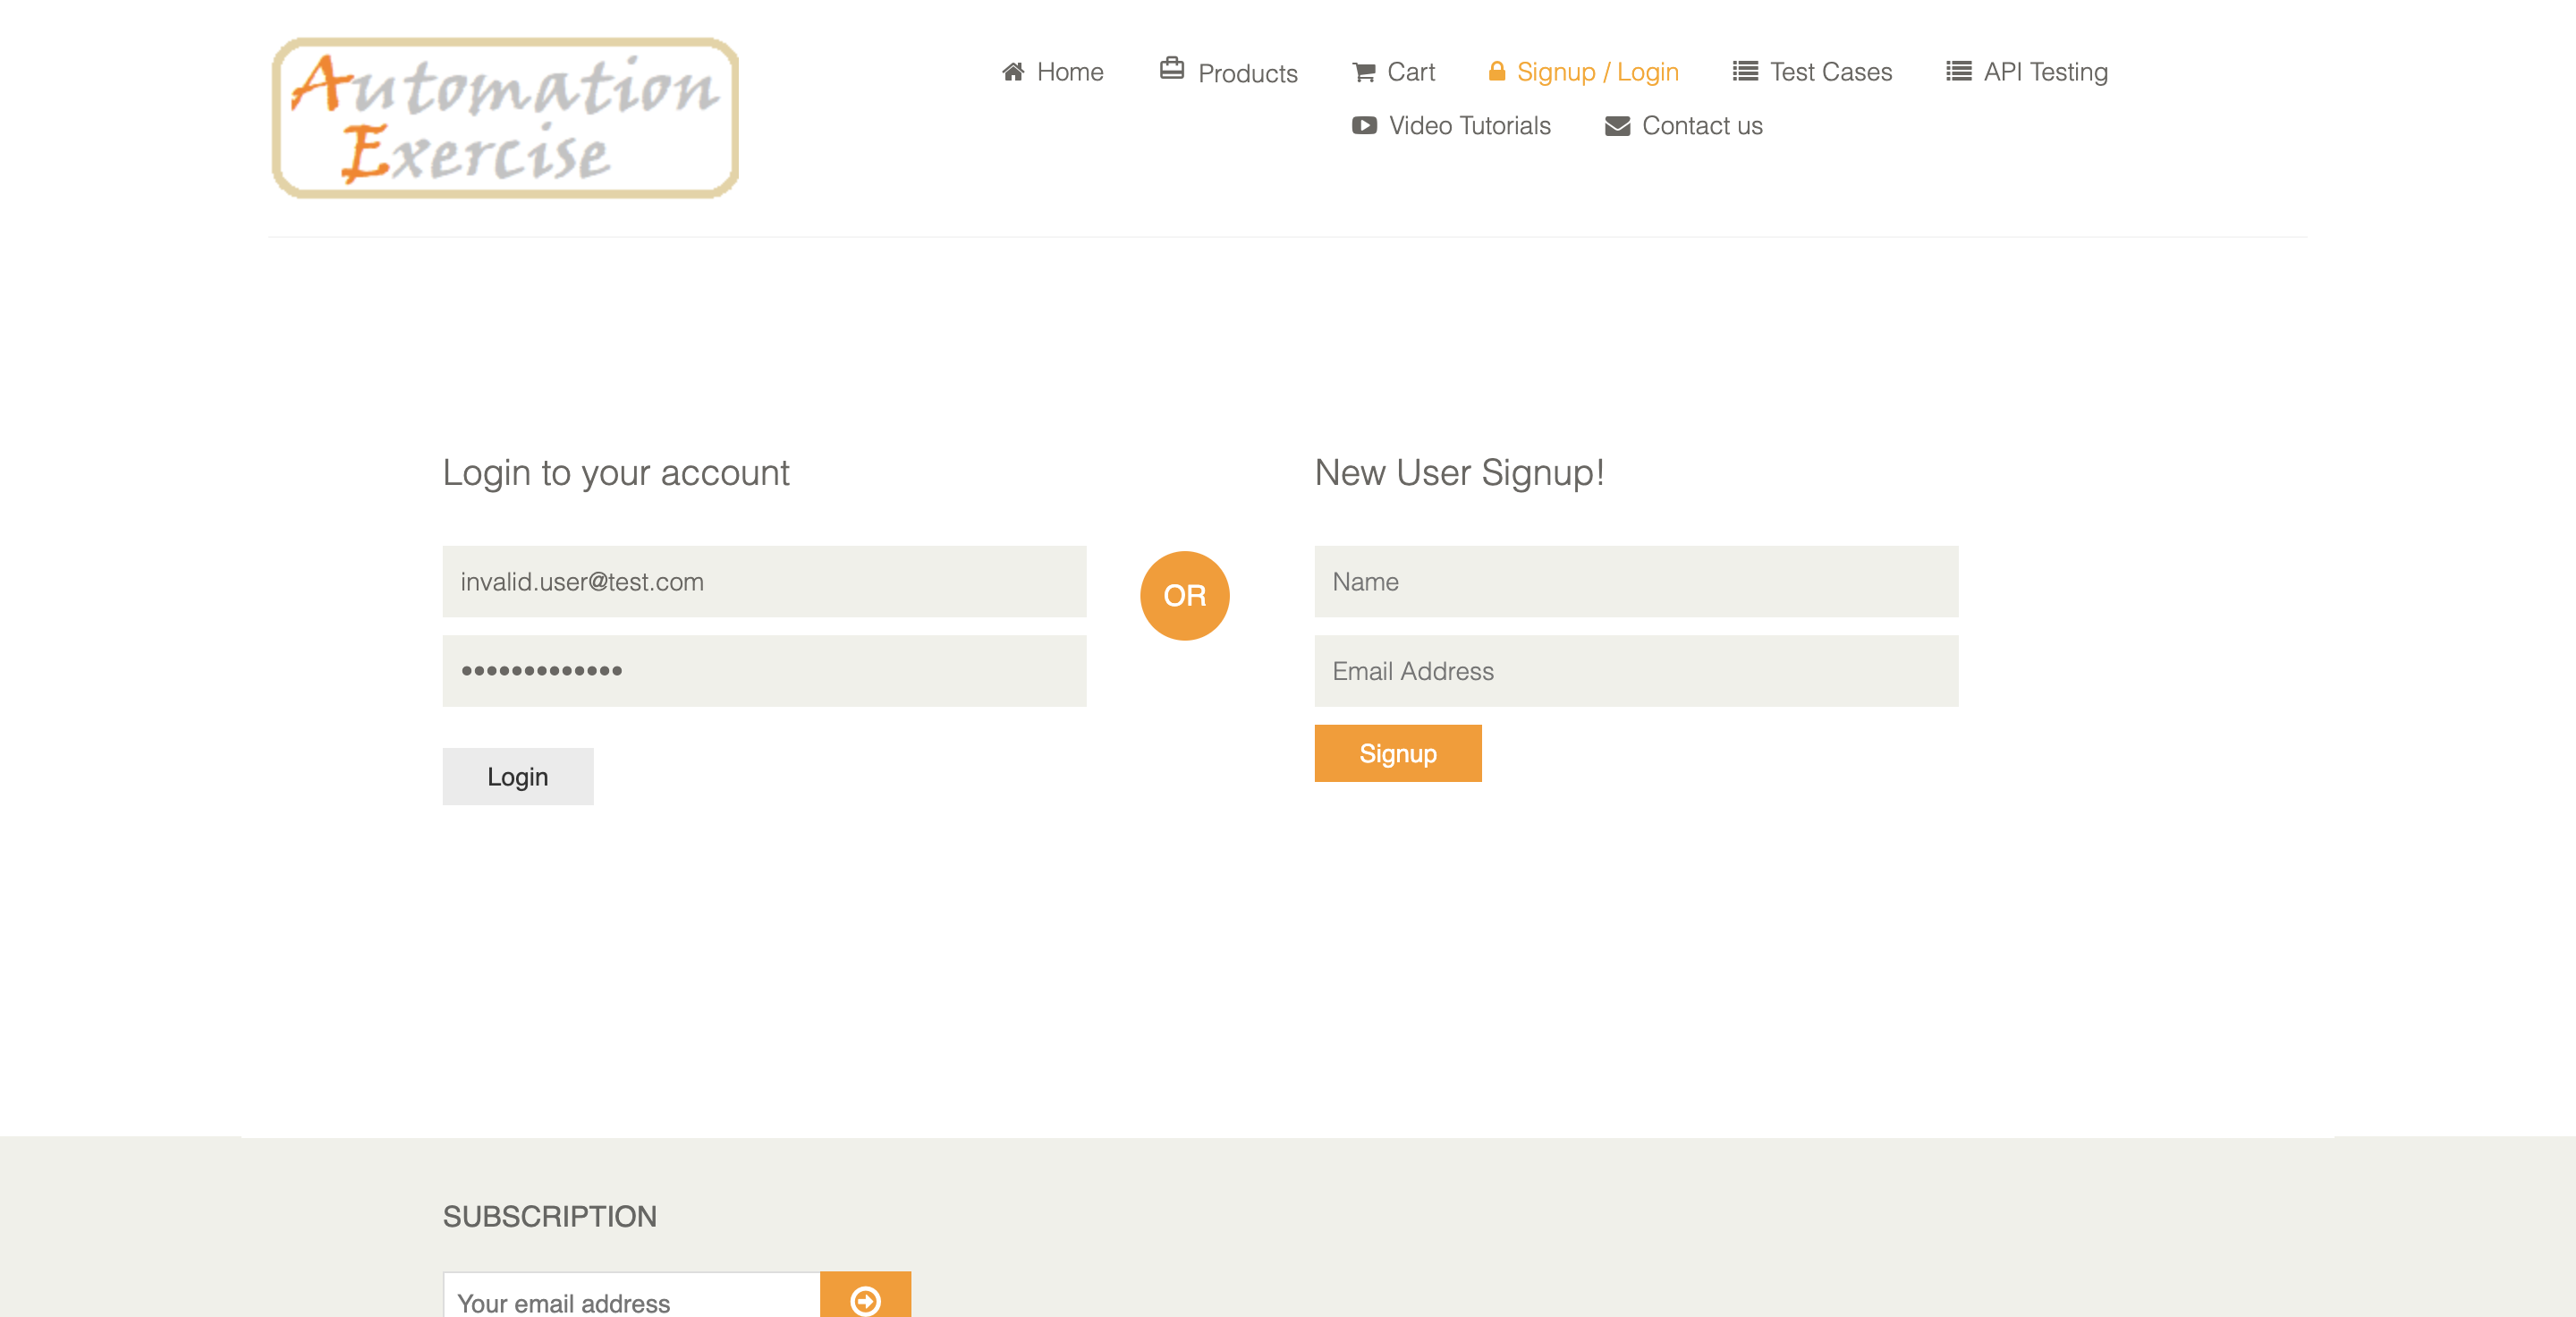 Automation
Exercise
Home Products Cart Signup / Login Test Cases API Testing
Video Tutorials Contact us
Login to your account
invalid.user@test.com
•••••••••••••
Login
OR
New User Signup!
Name
Email Address
Signup
SUBSCRIPTION
Your email address